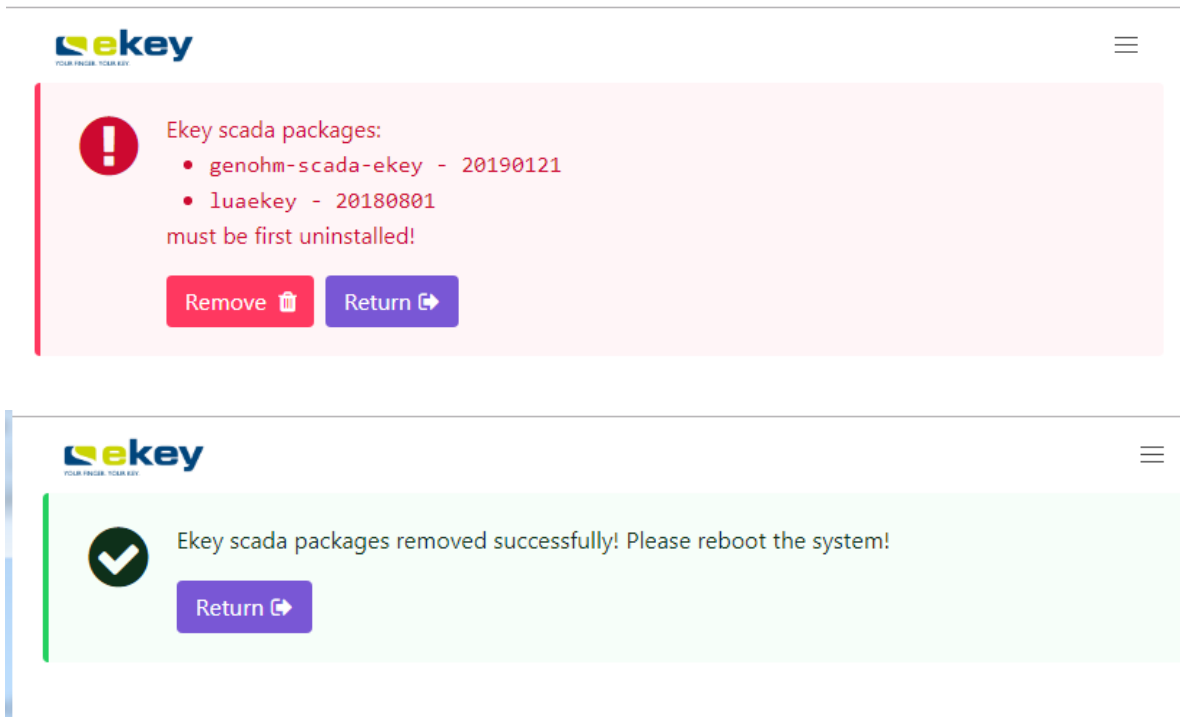 ekey
YOUR FINGER. YOUR KEY.
Ekey scada packages:
• genohm-scada-ekey - 20190121
• luaekey - 20180801
must be first uninstalled!
Remove Return
ekey
YOUR FINGER. YOUR KEY.
Ekey scada packages removed successfully! Please reboot the system!
Return